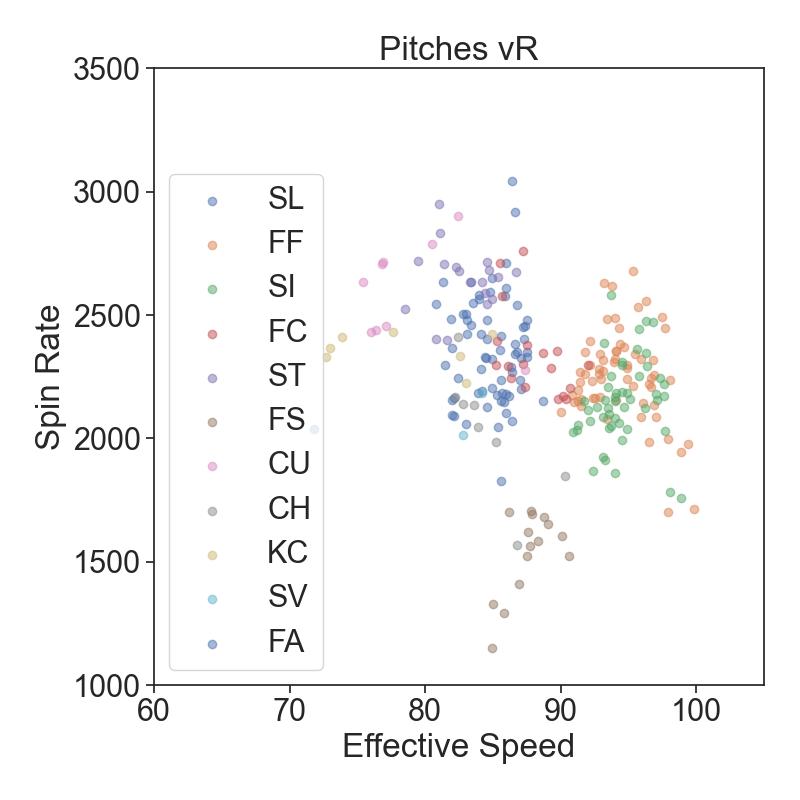 Pitches vR
3500
3000
2500
2000
1500
1000
Spin Rate
SL
FF
SI
FC
ST
FS
CU
CH
KC
SV
FA
60 70 80 90 100
Effective Speed